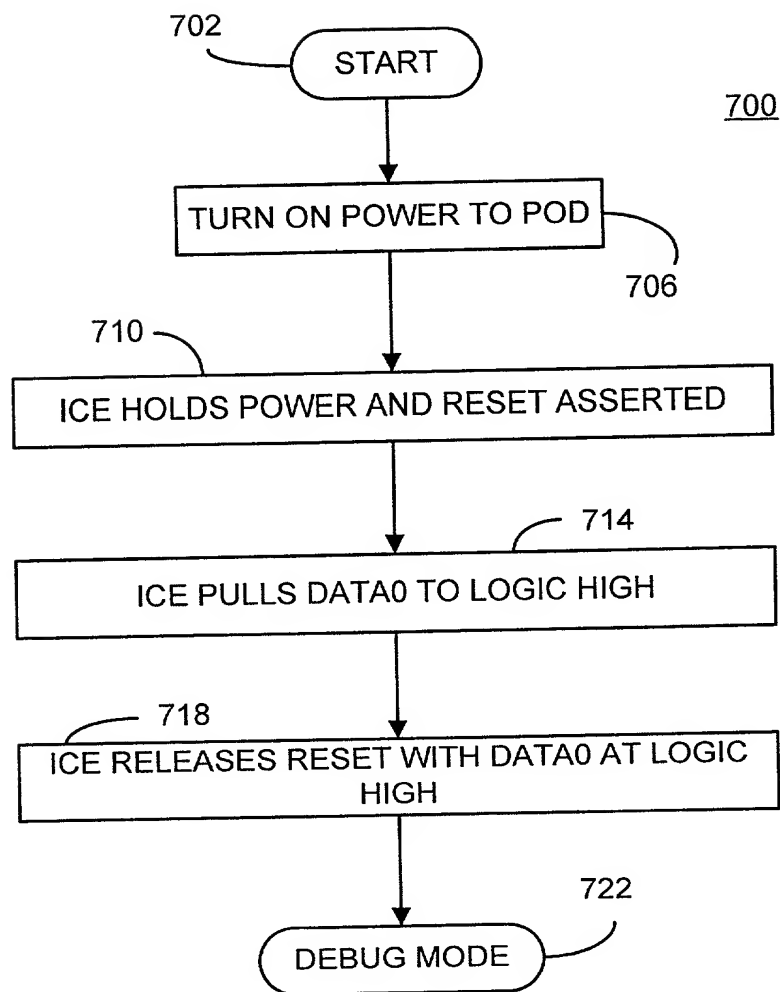 702
START
700
TURN ON POWER TO POD
706
710
ICE HOLDS POWER AND RESET ASSERTED
714
ICE PULLS DATA0 TO LOGIC HIGH
718
ICE RELEASES RESET WITH DATA0 AT LOGIC
HIGH
722
DEBUG MODE